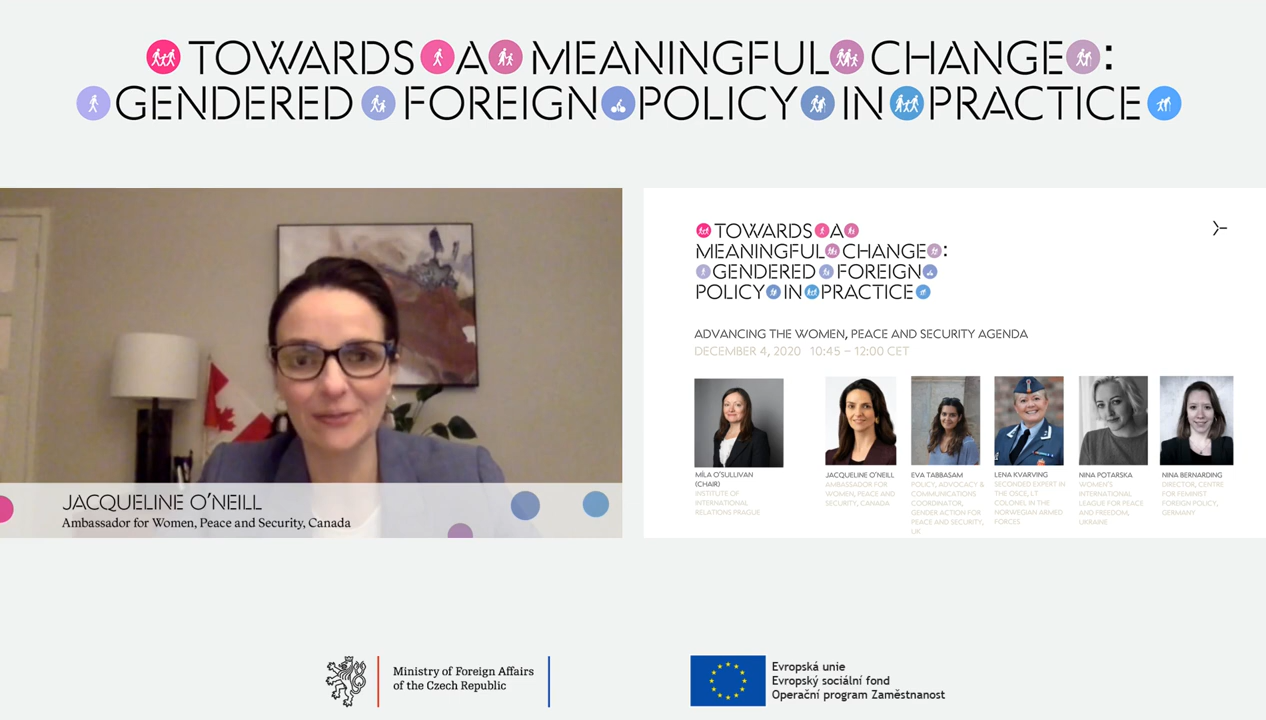 TOWARDS A MEANINGFUL CHANGE:
GENDERED FOREIGN POLICY IN PRACTICE
JACQUELINE O'NEILL
Ambassador for Women, Peace and Security, Canada
TOWARDS A
MEANINGFUL CHANGE:
GENDERED FOREIGN
POLICY IN PRACTICE
ADVANCING THE WOMEN, PEACE AND SECURITY AGENDA
DECEMBER 4, 2020 10:45 – 12:00 CET
MÍLA O'SULLIVAN
(CHAIR)
INSTITUTE OF
INTERNATIONAL
RELATIONS PRAGUE
JACQUELINE O'NEILL
AMBASSADOR FOR
WOMEN, PEACE AND
SECURITY, CANADA
EVA TABBASAM
POLICY, ADVOCACY &
COMMUNICATIONS
COORDINATOR,
GENDER ACTION FOR
PEACE AND SECURITY,
UK
LENA KVARVING
SECONDED EXPERT IN
THE OSCE, LT
COLONEL IN THE
NORWEGIAN ARMED
FORCES
NINA POTARSKA
WOMEN'S
INTERNATIONAL
LEAGUE FOR PEACE
AND FREEDOM,
UKRAINE
NINA BERNARDING
DIRECTOR, CENTRE
FOR FEMINIST
FOREIGN POLICY,
GERMANY
Ministry of Foreign Affairs
of the Czech Republic
Evropská unie
Evropský sociální fond
Operační program Zaměstnanost